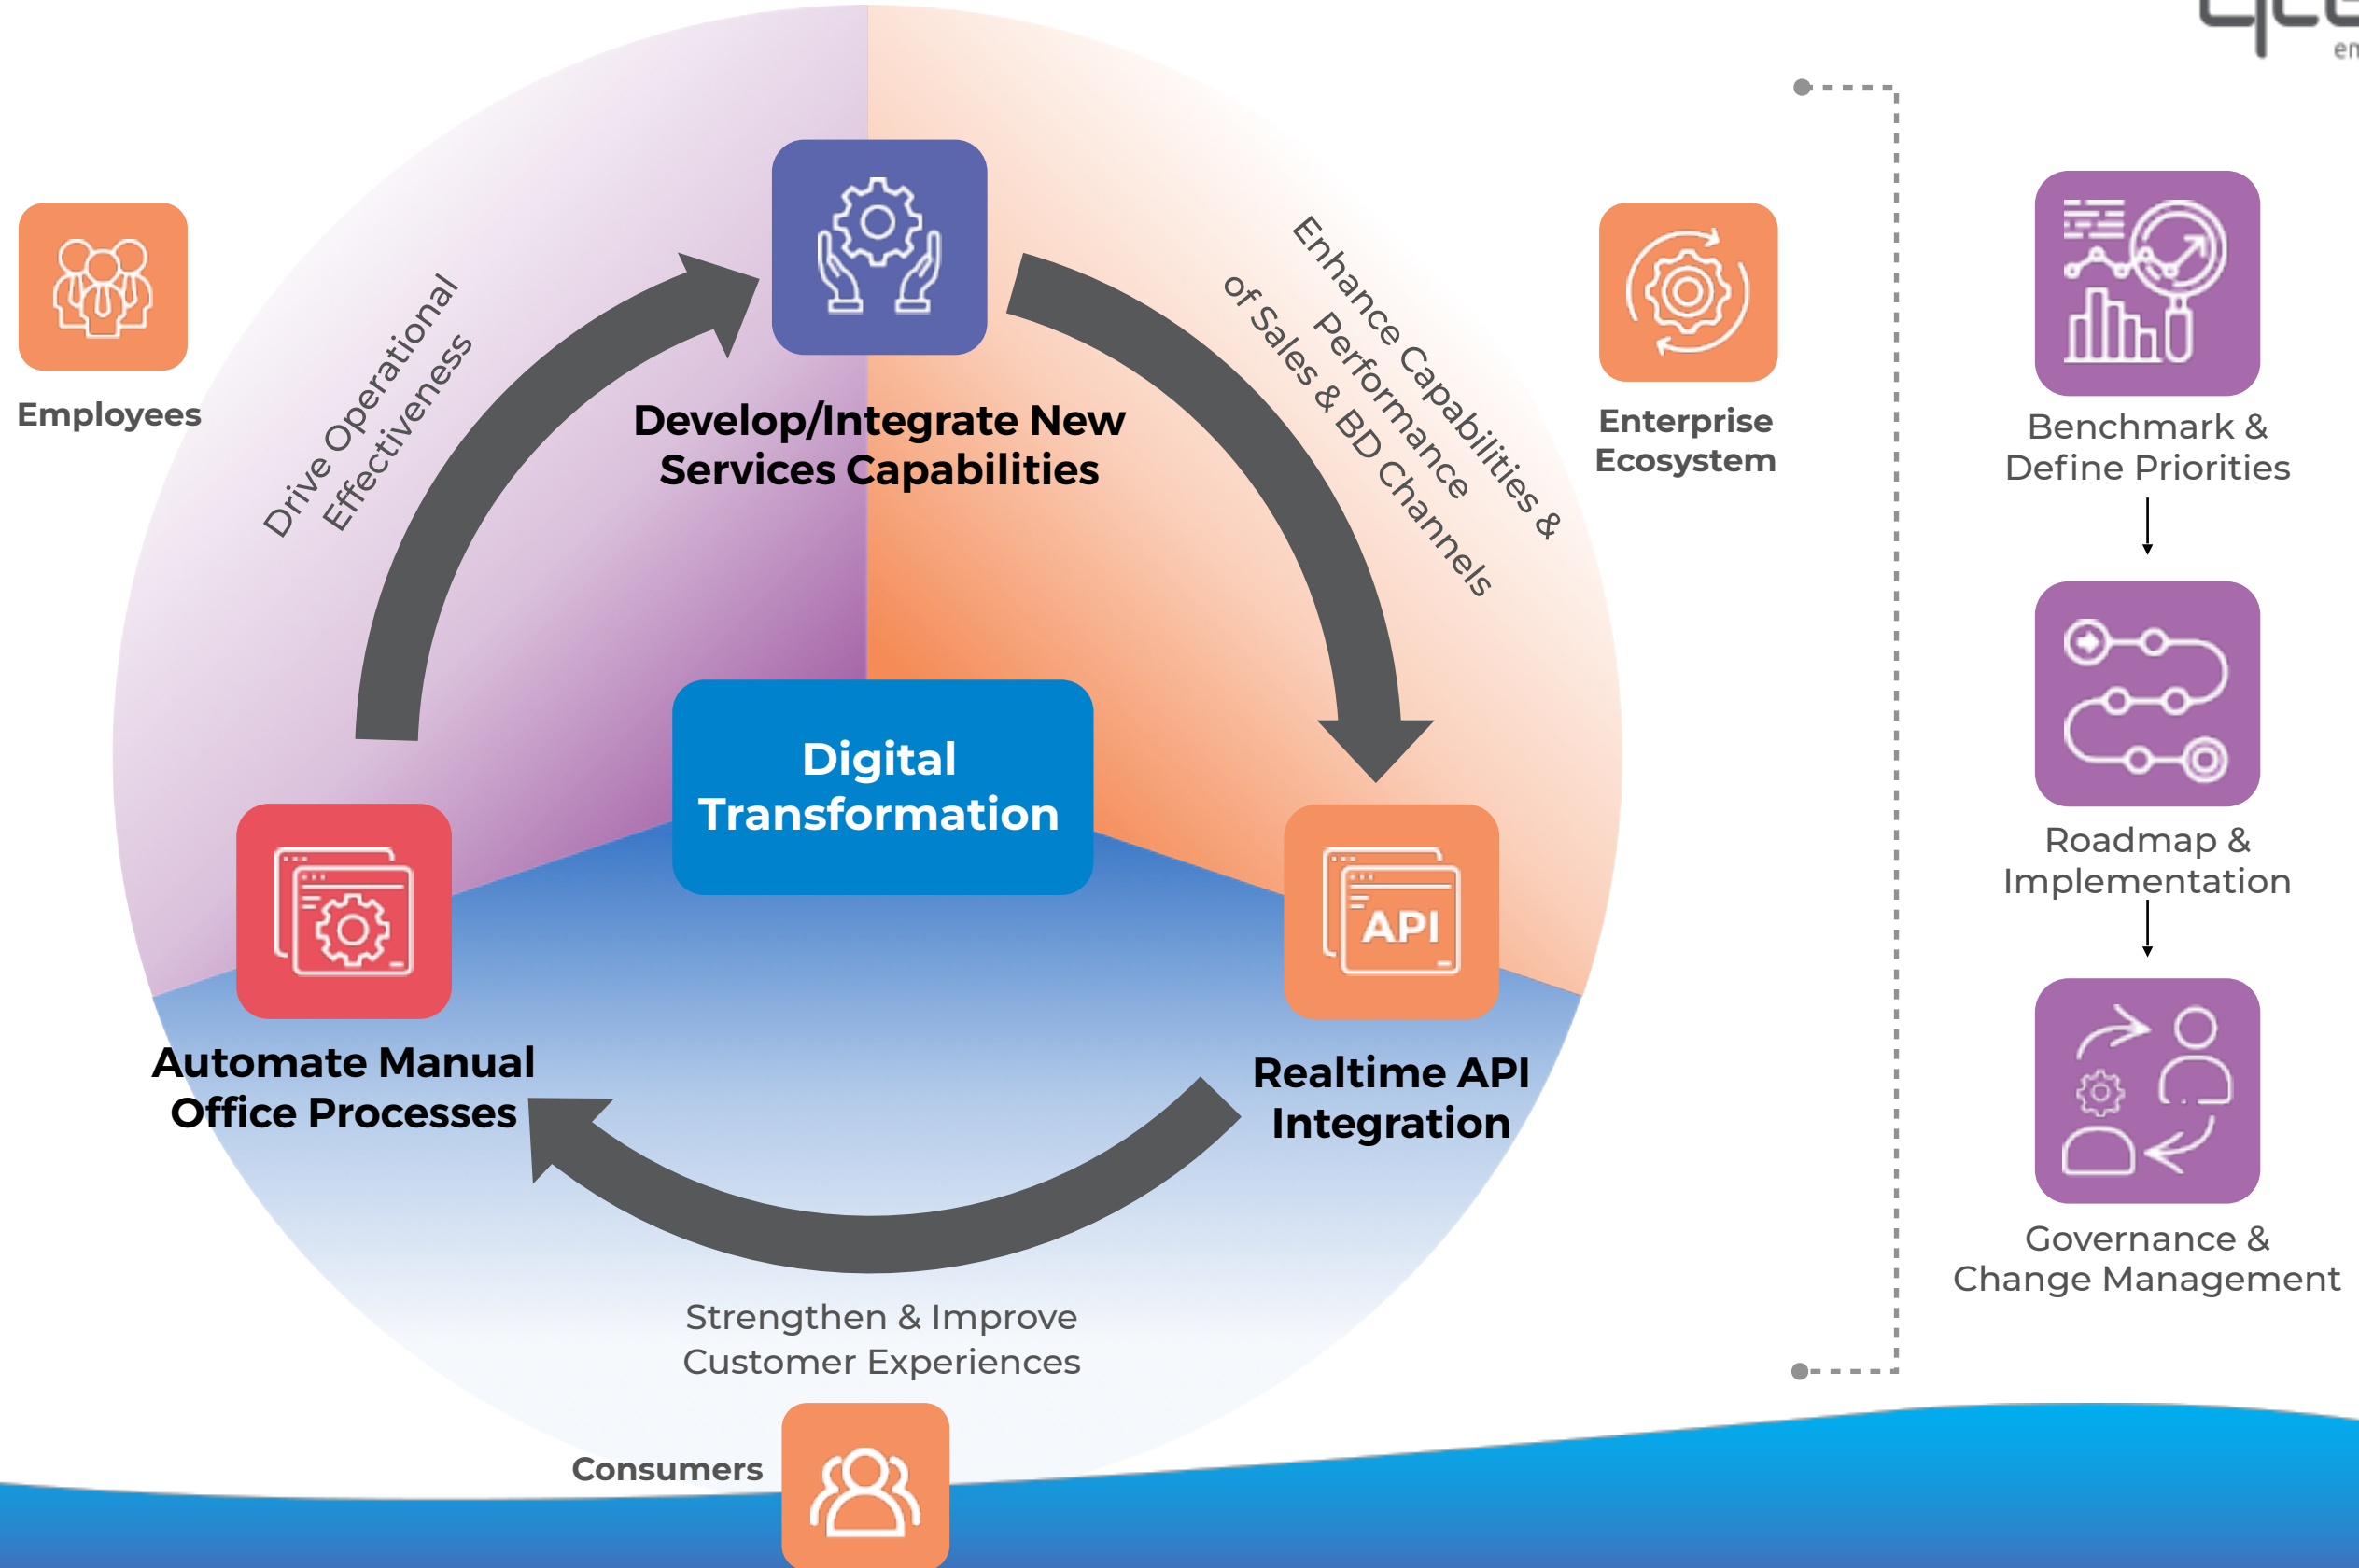 Employees
Drive Operational
Effectiveness
Develop/Integrate New
Services Capabilities
Enhance Capabilities &
Performance
of Sales & BD Channels
Enterprise
Ecosystem
Digital
Transformation
API
Automate Manual
Office Processes
Realtime API
Integration
Strengthen & Improve
Customer Experiences
Consumers
Benchmark &
Define Priorities
Roadmap &
Implementation
Governance &
Change Management